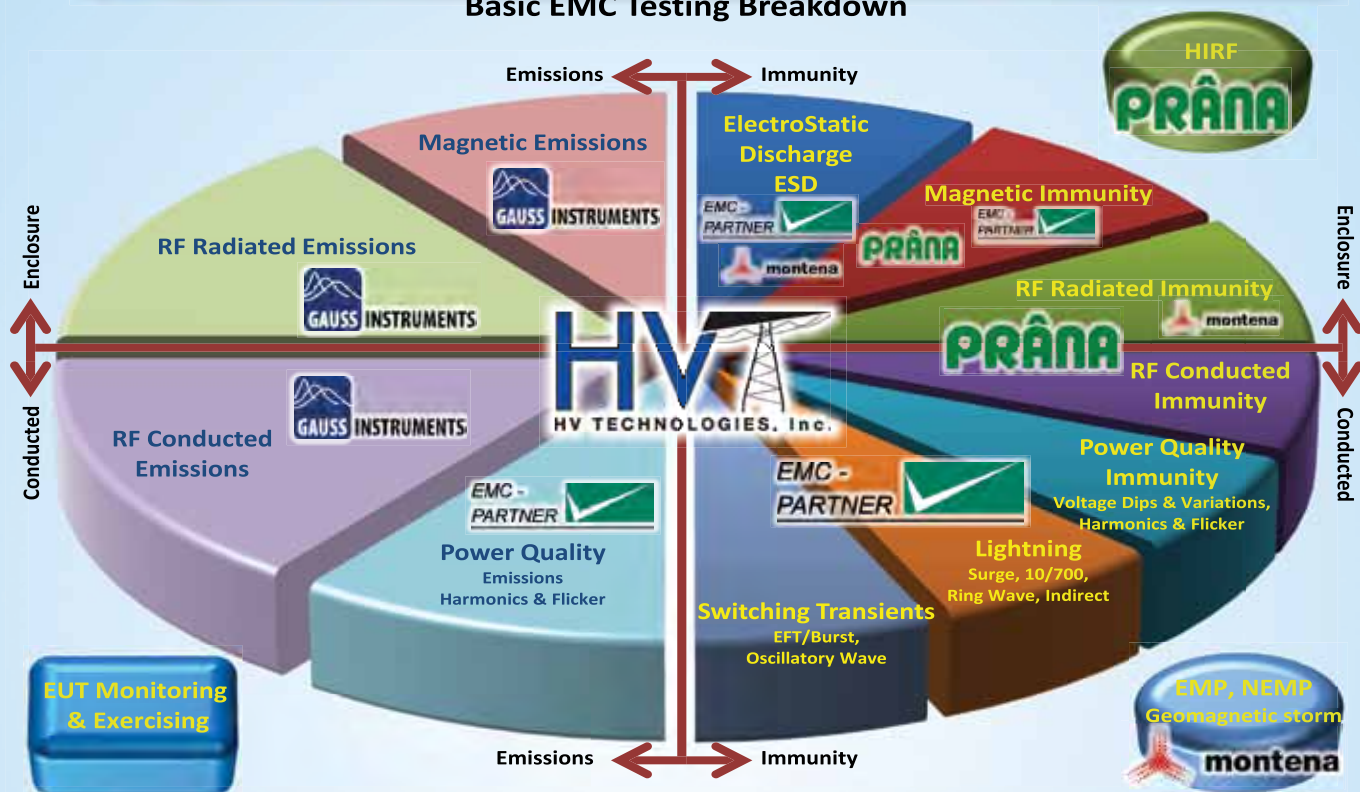 Basic EMC Testing Breakdown
Emissions
Immunity
HIRF
PRÂNA
Magnetic Emissions
GAUSS INSTRUMENTS
ElectroStatic
Discharge
ESD
EMC -
PARTNER
montena
Magnetic Immunity
EMC -
PARTNER
PRÂNA
Enclosure
RF Radiated Emissions
GAUSS INSTRUMENTS
RF Radiated Immunity
montena
PRÂNA
Enclosure
HVT
HV TECHNOLOGIES, Inc.
Conducted
RF Conducted
Emissions
GAUSS INSTRUMENTS
RF Conducted
Immunity
Conducted
Power Quality
Immunity
Voltage Dips & Variations,
Harmonics & Flicker
EMC -
PARTNER
Power Quality
Emissions
Harmonics & Flicker
EMC -
PARTNER
Lightning
Surge, 10/700,
Ring Wave, Indirect
Switching Transients
EFT/Burst,
Oscillatory Wave
EUT Monitoring
& Exercising
EMP, NEMP
Geomagnetic storm
montena
Emissions
Immunity